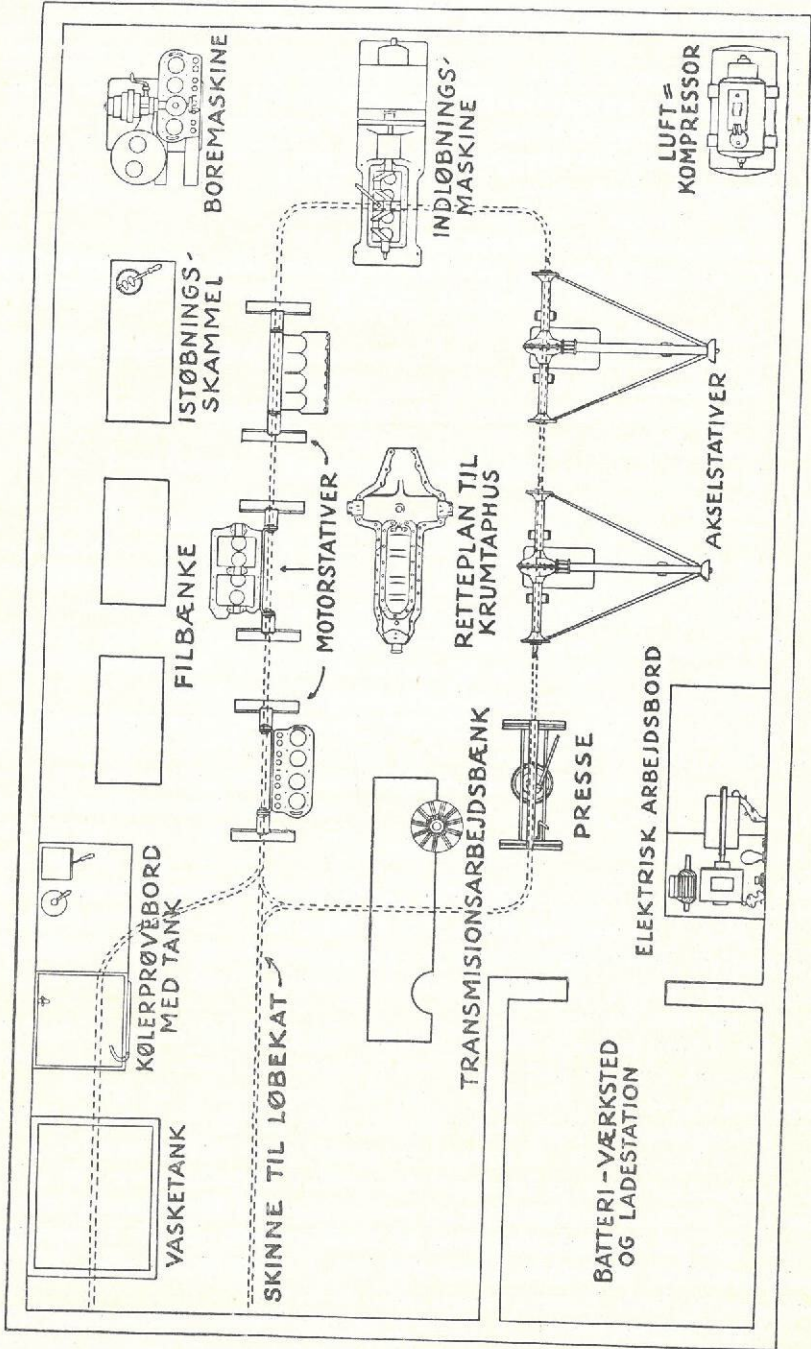 VASKETANK
KØLERPRØVEBORD
MED TANK
FILBÆNKE
ISTØBNINGS-
SKAMMEL
BOREMASKINE
SKINNE TIL LØBEKAT
MOTORSTATIVER
INDLØBNINGS-
MASKINE
RETTEPLAN TIL
KRUMTAPHUS
TRANSMISIONSARBEJDSBÆNK
PRESSE
AKSELSTATIVER
LUFT=
KOMPRESSOR
BATTERI-VÆRKSTED
OG LADESTATION
ELEKTRISK ARBEJDSBORD